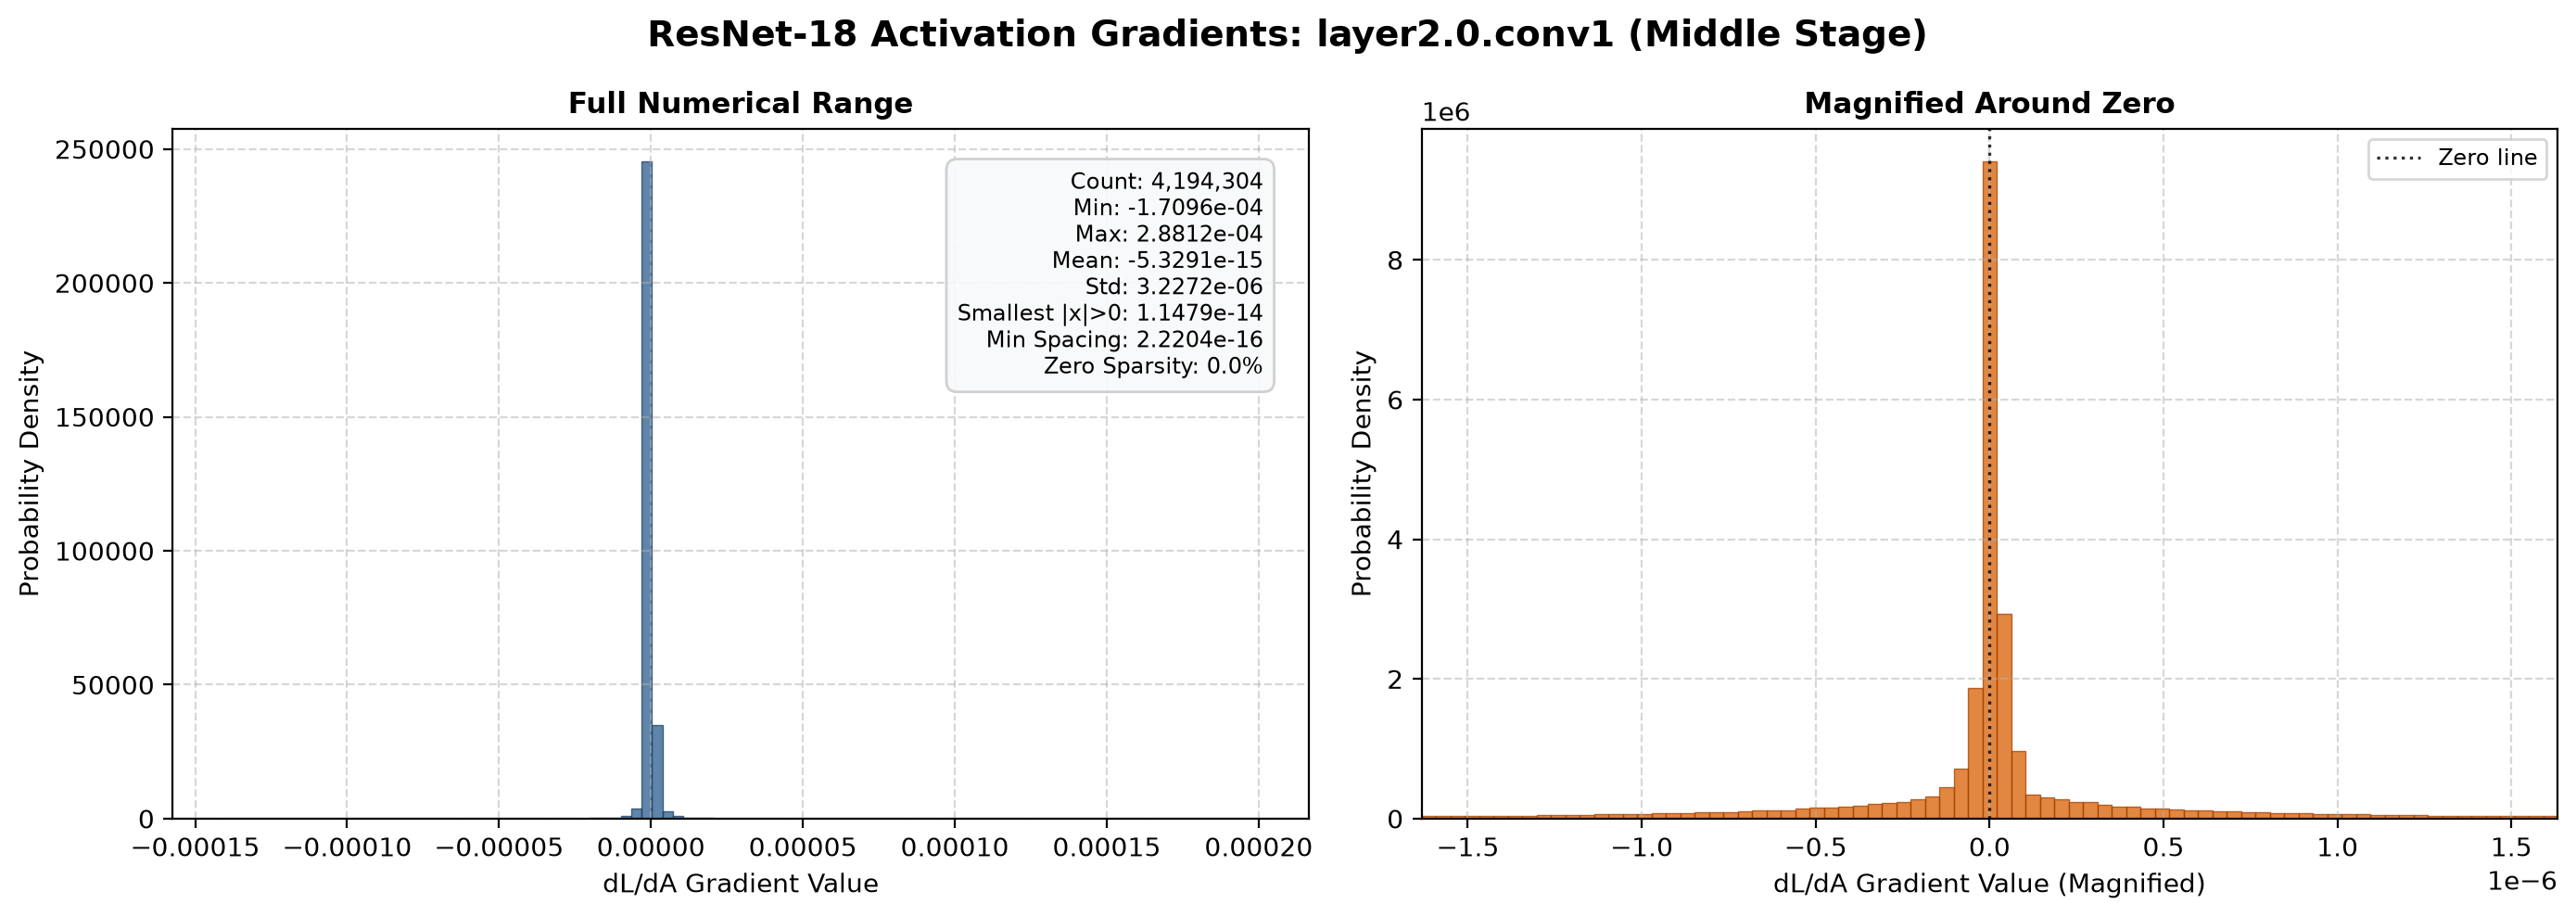 ResNet-18 Activation Gradients: layer2.0.conv1 (Middle Stage)
Full Numerical Range
250000
200000
150000
100000
50000
0
Probability Density
Count: 4,194,304
Min: -1.7096e-04
Max: 2.8812e-04
Mean: -5.3291e-15
Std: 3.2272e-06
Smallest |x|>0: 1.1479e-14
Min Spacing: 2.2204e-16
Zero Sparsity: 0.0%
−0.00015 −0.00010 −0.00005 0.00000 0.00005 0.00010 0.00015 0.00020
dL/dA Gradient Value
Magnified Around Zero
1e6
8
6
4
2
0
Probability Density
Zero line
−1.5 −1.0 −0.5 0.0 0.5 1.0 1.5
1e−6
dL/dA Gradient Value (Magnified)